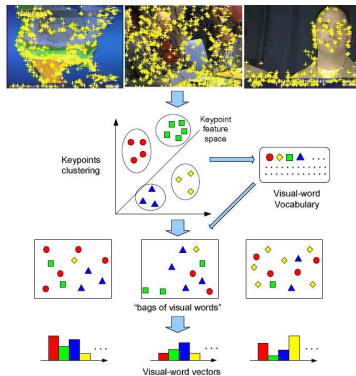 Keypoint
feature
space
Keypoints
clustering
Visual-word
Vocabulary
"bags of visual words"
Visual-word vectors